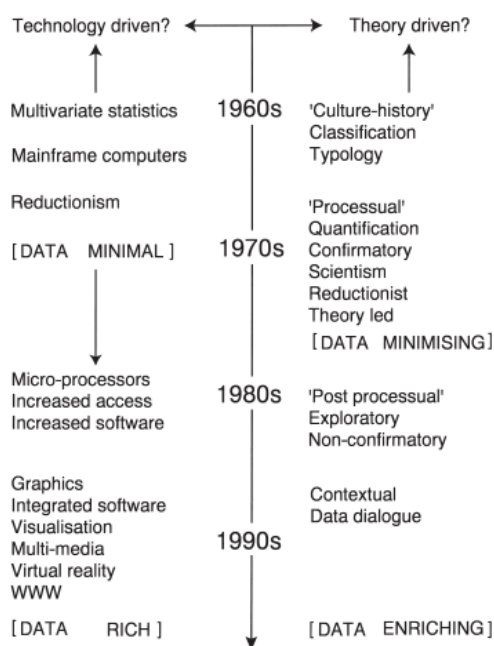 Technology driven?
Theory driven?
Multivariate statistics
Mainframe computers
Reductionism
[DATA MINIMAL]
Micro-processors
Increased access
Increased software
Graphics
Integrated software
Visualisation
Multi-media
Virtual reality
WWW
[DATA RICH]
1960s
1970s
1980s
1990s
'Culture-history'
Classification
Typology
'Processual'
Quantification
Confirmatory
Scientism
Reductionist
Theory led
[DATA MINIMISING]
'Post processual'
Exploratory
Non-confirmatory
Contextual
Data dialogue
[DATA ENRICHING]